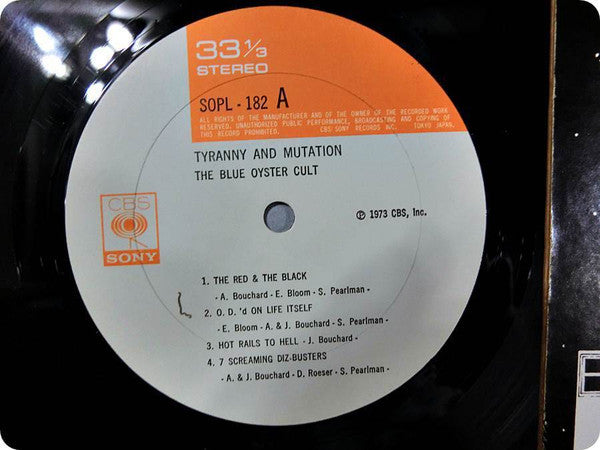 33 1/3
STEREO
SOPL - 182 A
ALL RIGHTS OF THE MANUFACTURER AND OF THE OWNER OF THE RECORDED WORK
RESERVED. UNAUTHORIZED PUBLIC PERFORMANCE, BROADCASTING AND COPYING OF
THIS RECORD PROHIBITED. CBS SONY RECORDS INC. TOKYO JAPAN.
TYRANNY AND MUTATION
THE BLUE OYSTER CULT
CBS
SONY
℗ 1973 CBS, Inc.
1. THE RED & THE BLACK
- A. Bouchard - E. Bloom - S. Pearlman -
2. O. D. 'd ON LIFE ITSELF
- E. Bloom - A. & J. Bouchard - S. Pearlman -
3. HOT RAILS TO HELL - J. Bouchard -
4. 7 SCREAMING DIZ-BUSTERS
- A. & J. Bouchard - D. Roeser - S. Pearlman -